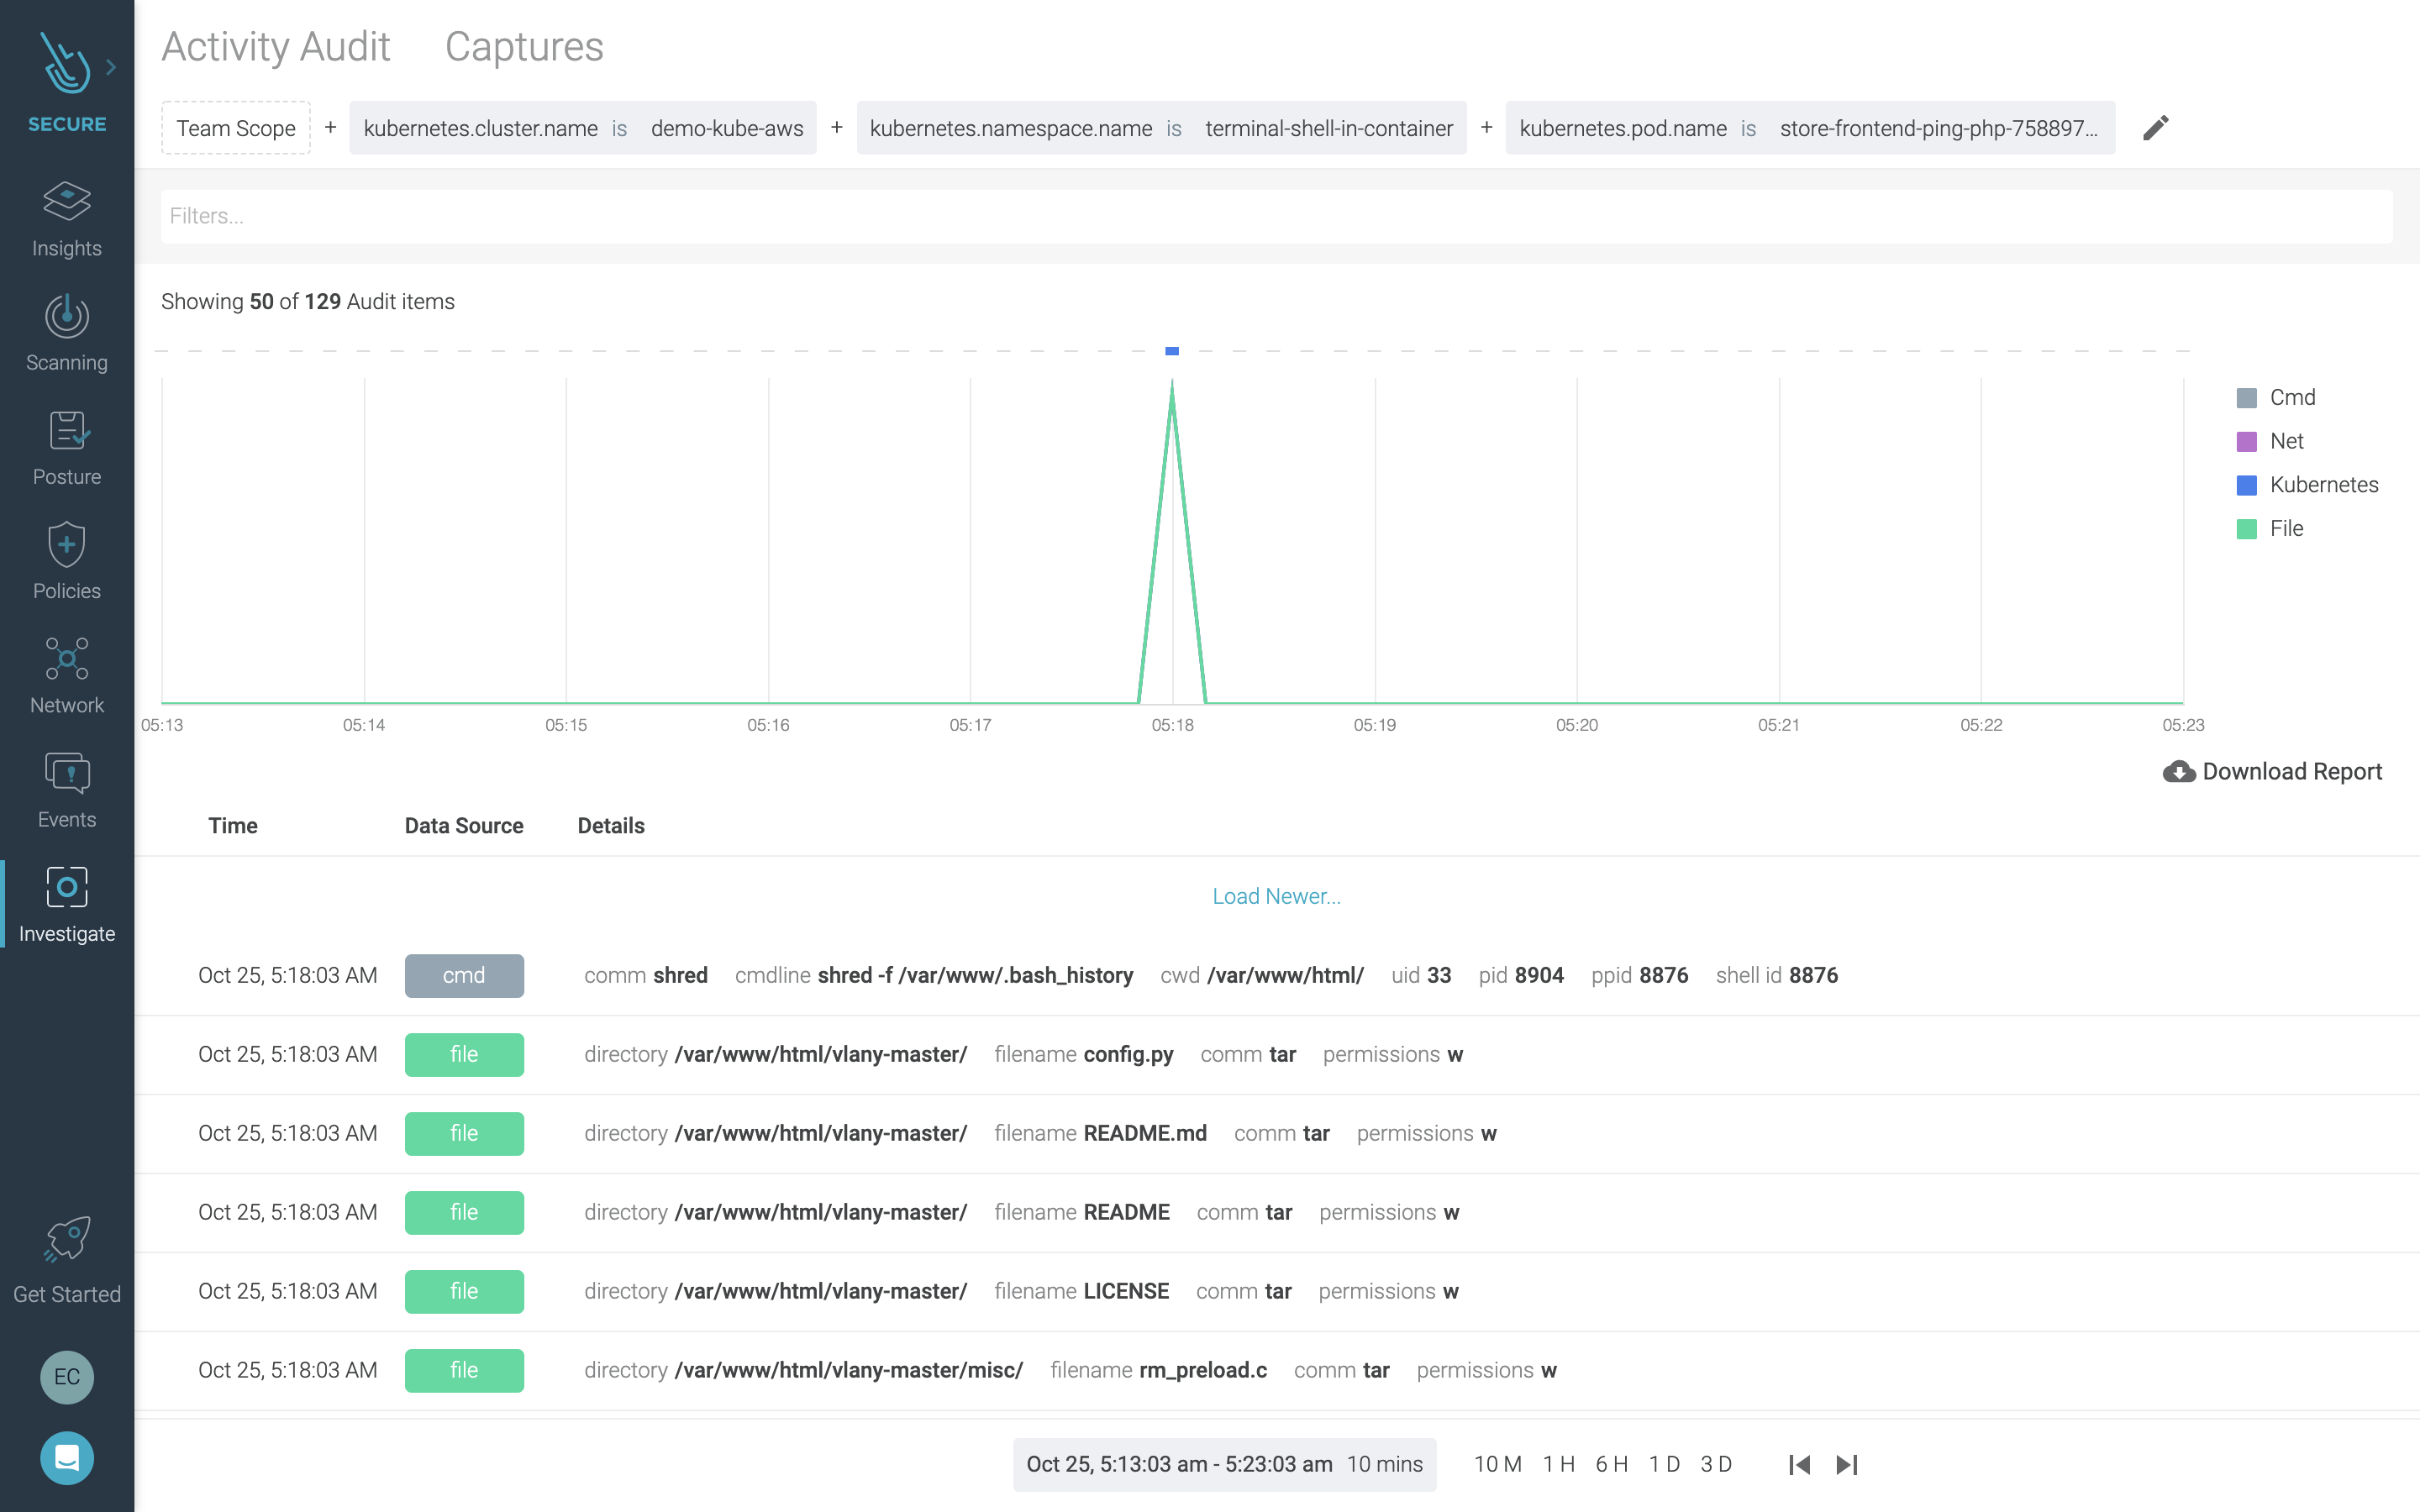 SECURE
Insights
Scanning
Posture
Policies
Network
Events
Investigate
Get Started
EC
Activity Audit Captures
Team Scope + kubernetes.cluster.name is demo-kube-aws + kubernetes.namespace.name is terminal-shell-in-container + kubernetes.pod.name is store-frontend-ping-php-758897...
Filters...
Showing 50 of 129 Audit items
Cmd
Net
Kubernetes
File
05:13 05:14 05:15 05:16 05:17 05:18 05:19 05:20 05:21 05:22 05:23
Download Report
Time Data Source Details
Load Newer...
Oct 25, 5:18:03 AM cmd comm shred cmdline shred -f /var/www/.bash_history cwd /var/www/html/ uid 33 pid 8904 ppid 8876 shell id 8876
Oct 25, 5:18:03 AM file directory /var/www/html/vlany-master/ filename config.py comm tar permissions w
Oct 25, 5:18:03 AM file directory /var/www/html/vlany-master/ filename README.md comm tar permissions w
Oct 25, 5:18:03 AM file directory /var/www/html/vlany-master/ filename README comm tar permissions w
Oct 25, 5:18:03 AM file directory /var/www/html/vlany-master/ filename LICENSE comm tar permissions w
Oct 25, 5:18:03 AM file directory /var/www/html/vlany-master/misc/ filename rm_preload.c comm tar permissions w
Oct 25, 5:13:03 am - 5:23:03 am 10 mins 10 M 1 H 6 H 1 D 3 D